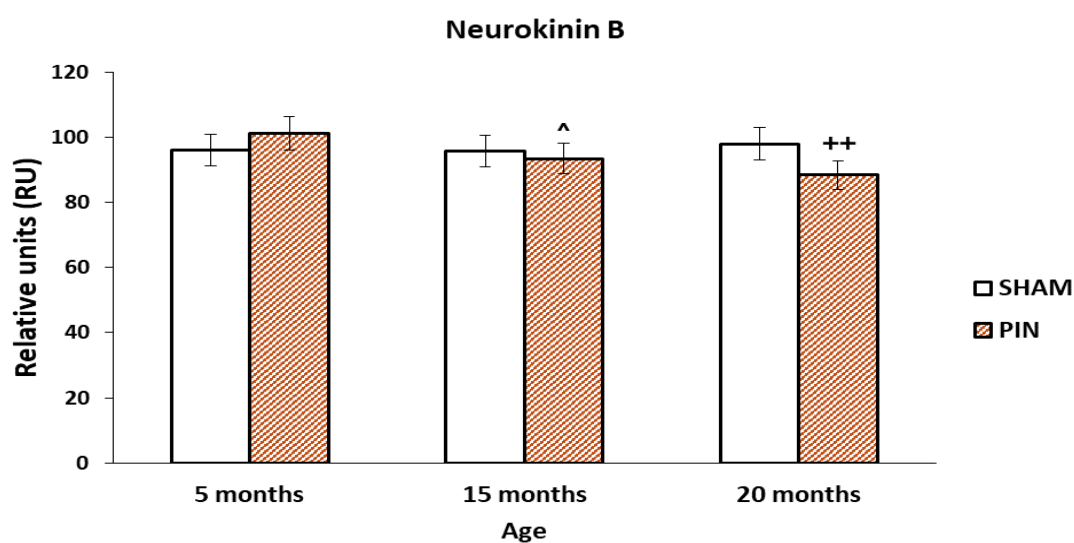 Neurokinin B
120
100
80
60
40
20
0
Relative units (RU)
^
++
5 months
15 months
20 months
Age
SHAM
PIN